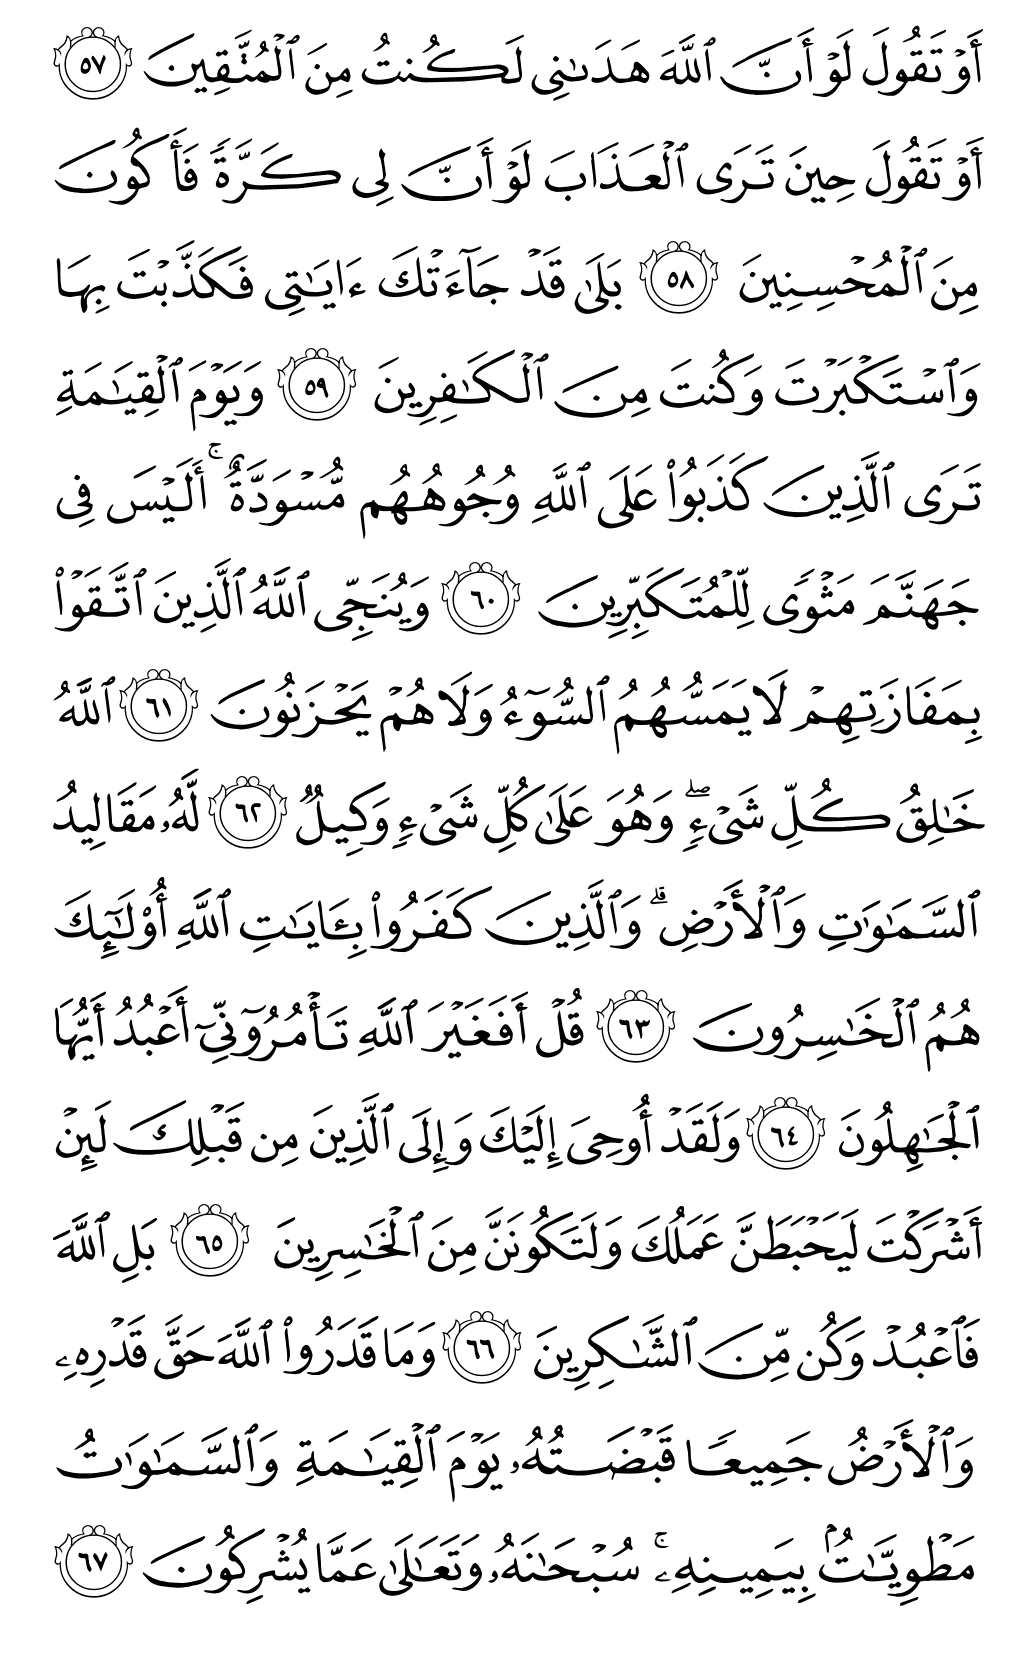 أَوۡ تَقُولَ لَوۡ أَنَّ ٱللَّهَ هَدَىٰنِي لَكُنتُ مِنَ ٱلۡمُتَّقِينَ ٥٧
أَوۡ تَقُولَ حِينَ تَرَى ٱلۡعَذَابَ لَوۡ أَنَّ لِي كَرَّةٗ فَأَكُونَ
مِنَ ٱلۡمُحۡسِنِينَ ٥٨ بَلَىٰ قَدۡ جَآءَتۡكَ ءَايَٰتِي فَكَذَّبۡتَ بِهَا
وَٱسۡتَكۡبَرۡتَ وَكُنتَ مِنَ ٱلۡكَٰفِرِينَ ٥٩ وَيَوۡمَ ٱلۡقِيَٰمَةِ
تَرَى ٱلَّذِينَ كَذَبُواْ عَلَى ٱللَّهِ وُجُوهُهُم مُّسۡوَدَّةٌۚ أَلَيۡسَ فِي
جَهَنَّمَ مَثۡوٗى لِّلۡمُتَكَبِّرِينَ ٦٠ وَيُنَجِّي ٱللَّهُ ٱلَّذِينَ ٱتَّقَوۡاْ
بِمَفَازَتِهِمۡ لَا يَمَسُّهُمُ ٱلسُّوٓءُ وَلَا هُمۡ يَحۡزَنُونَ ٦١ ٱللَّهُ
خَٰلِقُ كُلِّ شَيۡءٖۖ وَهُوَ عَلَىٰ كُلِّ شَيۡءٖ وَكِيلٞ ٦٢ لَّهُۥ مَقَالِيدُ
ٱلسَّمَٰوَٰتِ وَٱلۡأَرۡضِۗ وَٱلَّذِينَ كَفَرُواْ بِـَٔايَٰتِ ٱللَّهِ أُوْلَٰٓئِكَ
هُمُ ٱلۡخَٰسِرُونَ ٦٣ قُلۡ أَفَغَيۡرَ ٱللَّهِ تَأۡمُرُوٓنِّيٓ أَعۡبُدُ أَيُّهَا
ٱلۡجَٰهِلُونَ ٦٤ وَلَقَدۡ أُوحِيَ إِلَيۡكَ وَإِلَى ٱلَّذِينَ مِن قَبۡلِكَ لَئِنۡ
أَشۡرَكۡتَ لَيَحۡبَطَنَّ عَمَلُكَ وَلَتَكُونَنَّ مِنَ ٱلۡخَٰسِرِينَ ٦٥ بَلِ ٱللَّهَ
فَٱعۡبُدۡ وَكُن مِّنَ ٱلشَّٰكِرِينَ ٦٦ وَمَا قَدَرُواْ ٱللَّهَ حَقَّ قَدۡرِهِۦ
وَٱلۡأَرۡضُ جَمِيعٗا قَبۡضَتُهُۥ يَوۡمَ ٱلۡقِيَٰمَةِ وَٱلسَّمَٰوَٰتُ
مَطۡوِيَّٰتُۢ بِيَمِينِهِۦۚ سُبۡحَٰنَهُۥ وَتَعَٰلَىٰ عَمَّا يُشۡرِكُونَ ٦٧